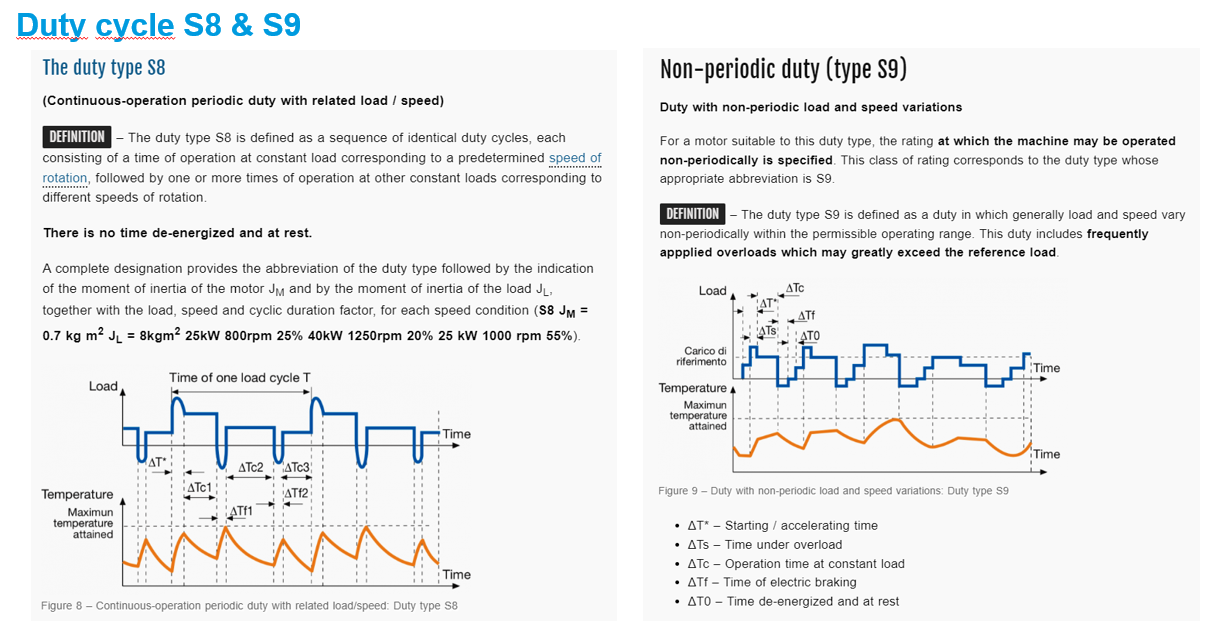 Duty cycle S8 & S9
The duty type S8
(Continuous-operation periodic duty with related load / speed)
DEFINITION – The duty type S8 is defined as a sequence of identical duty cycles, each
consisting of a time of operation at constant load corresponding to a predetermined speed of
rotation, followed by one or more times of operation at other constant loads corresponding to
different speeds of rotation.
There is no time de-energized and at rest.
A complete designation provides the abbreviation of the duty type followed by the indication
of the moment of inertia of the motor JM and by the moment of inertia of the load JL,
together with the load, speed and cyclic duration factor, for each speed condition (S8 JM =
0.7 kg m2 JL = 8kgm2 25kW 800rpm 25% 40kW 1250rpm 20% 25 kW 1000 rpm 55%).
Load
Time of one load cycle T
Time
ΔT*
ΔTc1
ΔTc2
ΔTc3
ΔTf2
ΔTf1
Temperature
Maximun
temperature
attained
Time
Figure 8 – Continuous-operation periodic duty with related load/speed: Duty type S8
Non-periodic duty (type S9)
Duty with non-periodic load and speed variations
For a motor suitable to this duty type, the rating at which the machine may be operated
non-periodically is specified. This class of rating corresponds to the duty type whose
appropriate abbreviation is S9.
DEFINITION – The duty type S9 is defined as a duty in which generally load and speed vary
non-periodically within the permissible operating range. This duty includes frequently
appplied overloads which may greatly exceed the reference load.
Load
ΔTc
ΔT*
ΔTf
ΔTs
ΔT0
Carico di
riferimento
Time
Temperature
Maximun
temperature
attained
Time
Figure 9 – Duty with non-periodic load and speed variations: Duty type S9
• ΔT* – Starting / accelerating time
• ΔTs – Time under overload
• ΔTc – Operation time at constant load
• ΔTf – Time of electric braking
• ΔT0 – Time de-energized and at rest